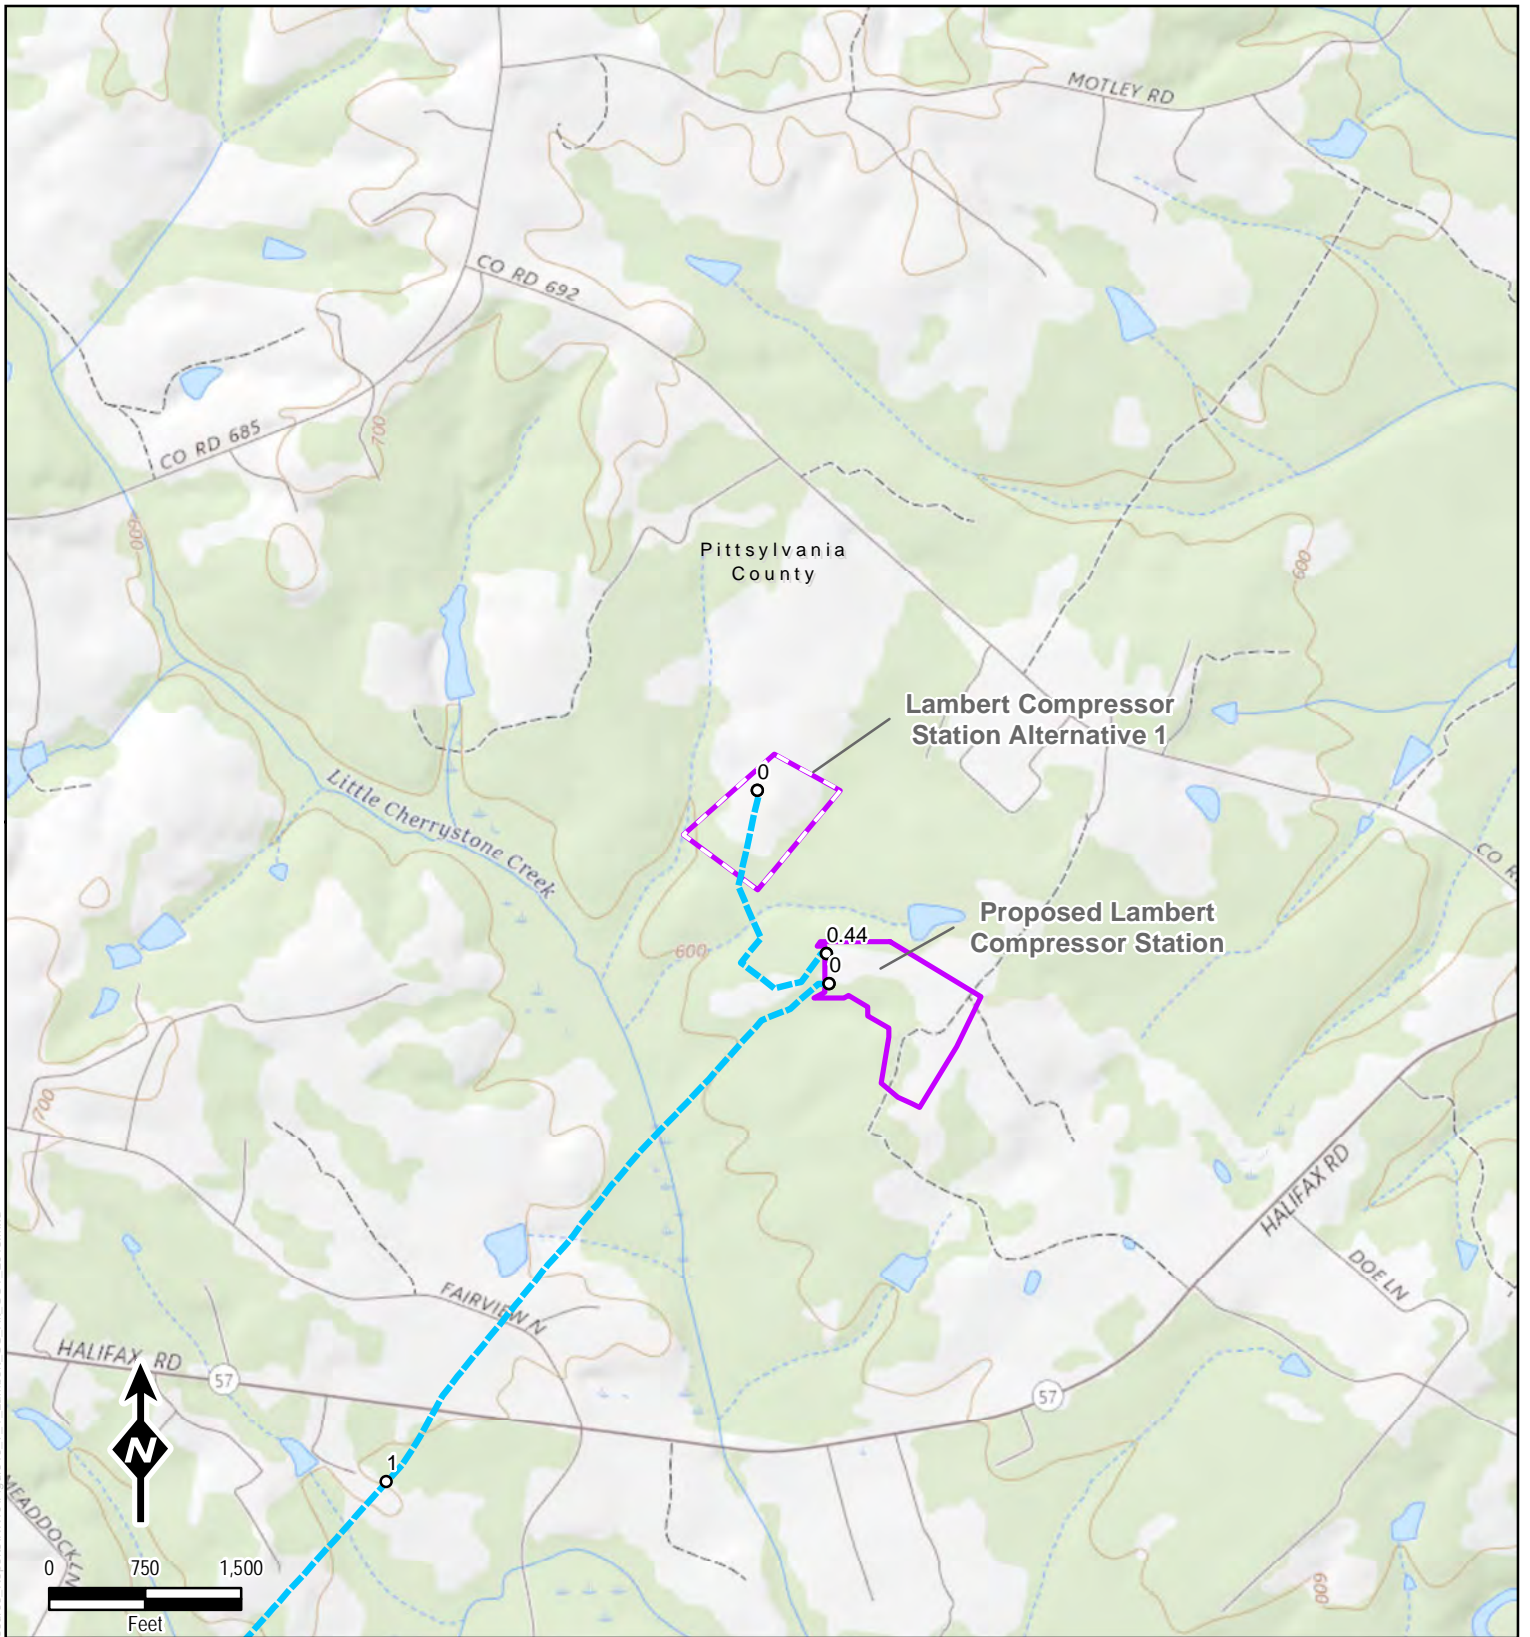 MOTLEY RD
CO RD 692
CO RD 685
700
600
Pittsylvania
County
600
Lambert Compressor
Station Alternative 1
0
Little Cherrystone Creek
Proposed Lambert
Compressor Station
600
0.44
0
700
HALIFAX RD
DOE LN
FAIRVIEW N
HALIFAX RD
57
57
N
1
MEADDOCK LN
0 750 1,500
Feet
600